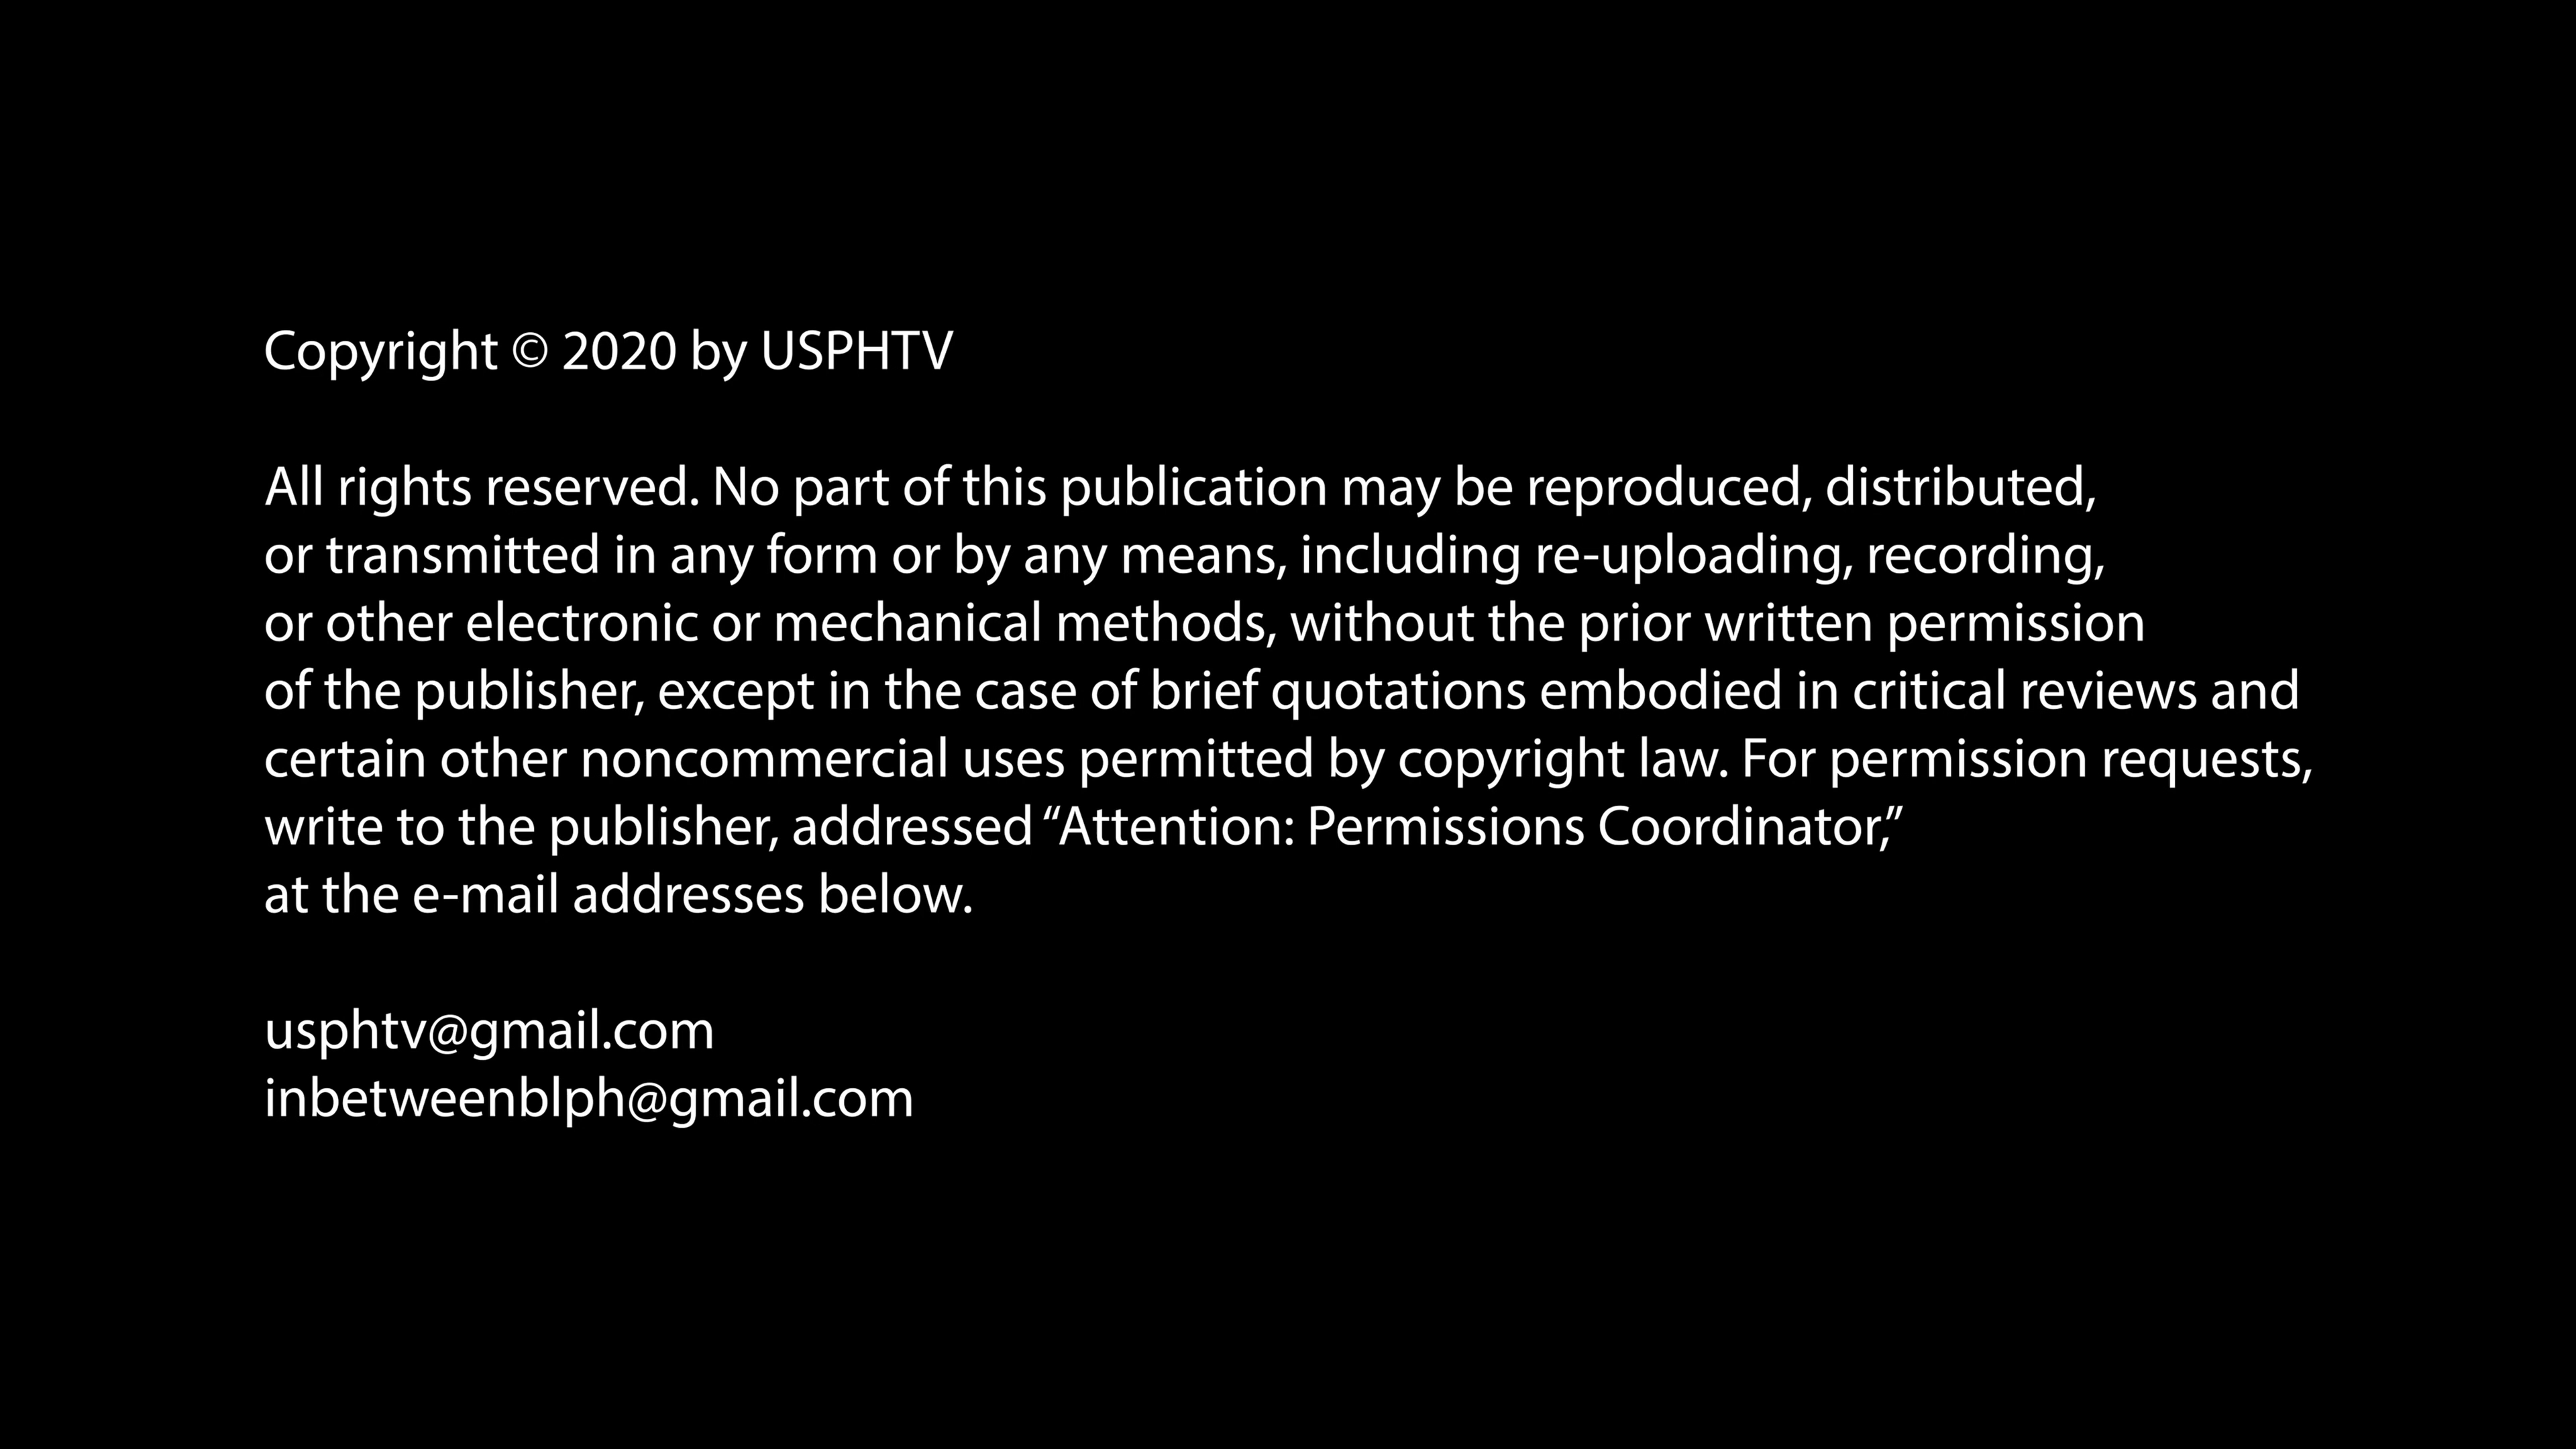 Copyright © 2020 by USPHTV
All rights reserved. No part of this publication may be reproduced, distributed,
or transmitted in any form or by any means, including re-uploading, recording,
or other electronic or mechanical methods, without the prior written permission
of the publisher, except in the case of brief quotations embodied in critical reviews and
certain other noncommercial uses permitted by copyright law. For permission requests,
write to the publisher, addressed “Attention: Permissions Coordinator,”
at the e-mail addresses below.
usphtv@gmail.com
inbetweenblph@gmail.com